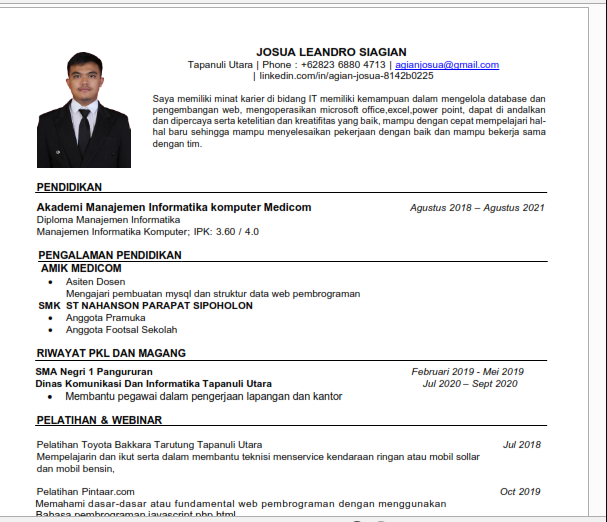 JOSUA LEANDRO SIAGIAN
Tapanuli Utara | Phone : +62823 6880 4713 | agianjosua@gmail.com
| linkedin.com/in/agian-josua-8142b0225
Saya memiliki minat karier di bidang IT memiliki kemampuan dalam mengelola database dan
pengembangan web, mengoperasikan microsoft office,excel,power point, dapat di andalkan
dan dipercaya serta ketelitian dan kreatifitas yang baik, mampu dengan cepat mempelajari hal-
hal baru sehingga mampu menyelesaikan pekerjaan dengan baik dan mampu bekerja sama
dengan tim.
PENDIDIKAN
Akademi Manajemen Informatika komputer Medicom Agustus 2018 – Agustus 2021
Diploma Manajemen Informatika
Manajemen Informatika Komputer; IPK: 3.60 / 4.0
PENGALAMAN PENDIDIKAN
AMIK MEDICOM
• Asiten Dosen
Mengajari pembuatan mysql dan struktur data web pembrograman
SMK ST NAHANSON PARAPAT SIPOHOLON
• Anggota Pramuka
• Anggota Footsal Sekolah
RIWAYAT PKL DAN MAGANG
SMA Negri 1 Pangururan Februari 2019 - Mei 2019
Dinas Komunikasi Dan Informatika Tapanuli Utara Jul 2020 – Sept 2020
• Membantu pegawai dalam pengerjaan lapangan dan kantor
PELATIHAN & WEBINAR
Pelatihan Toyota Bakkara Tarutung Tapanuli Utara Jul 2018
Mempelajarin dan ikut serta dalam membantu teknisi menservice kendaraan ringan atau mobil sollar
dan mobil bensin,
Pelatihan Pintaar.com Oct 2019
Memahami dasar-dasar atau fundamental web pembrograman dengan menggunakan
Bahasa pembrograman javascript,php,html